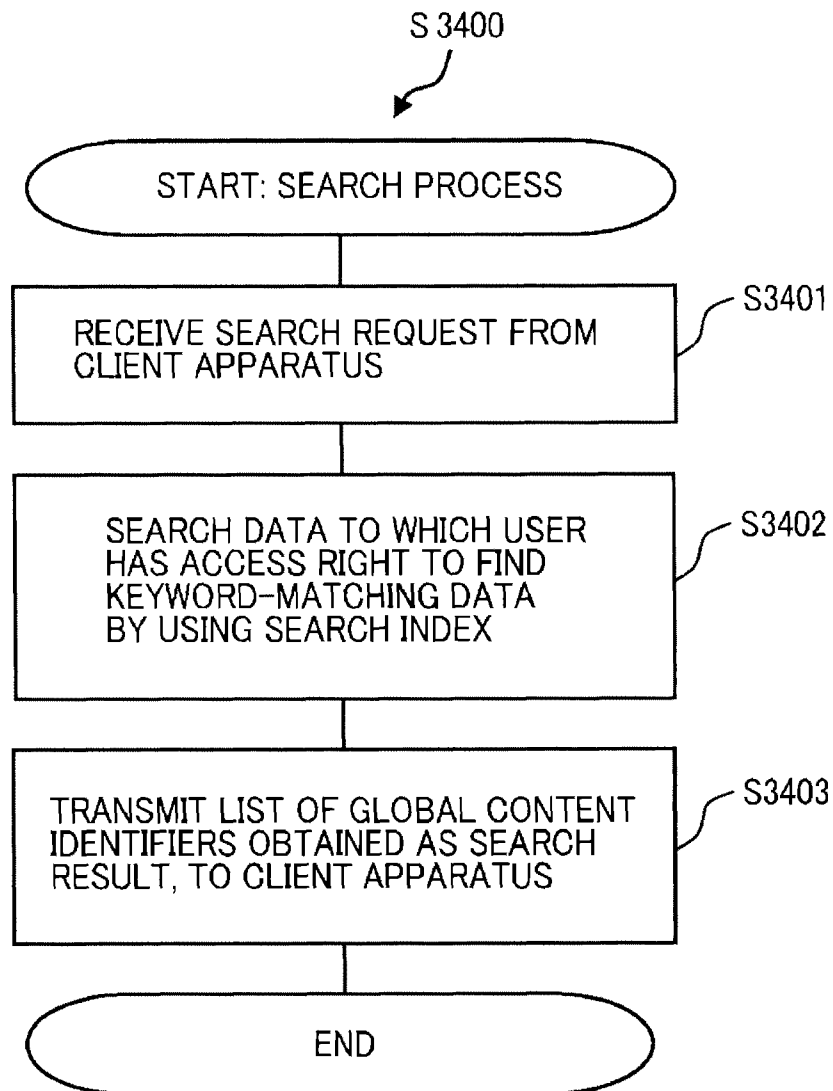 S 3400
START: SEARCH PROCESS
S3401
RECEIVE SEARCH REQUEST FROM
CLIENT APPARATUS
S3402
SEARCH DATA TO WHICH USER
HAS ACCESS RIGHT TO FIND
KEYWORD-MATCHING DATA
BY USING SEARCH INDEX
S3403
TRANSMIT LIST OF GLOBAL CONTENT
IDENTIFIERS OBTAINED AS SEARCH
RESULT, TO CLIENT APPARATUS
END